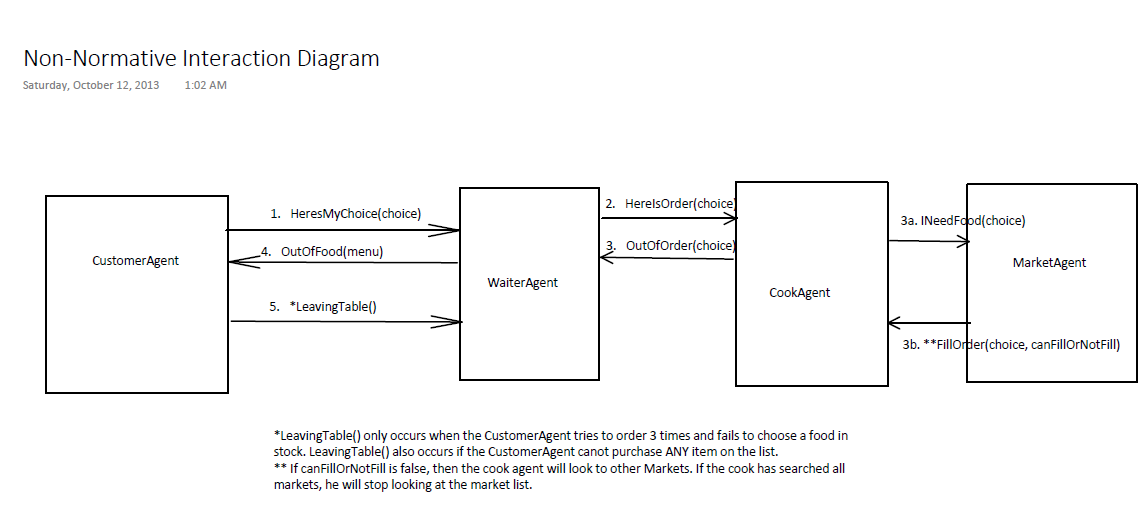 Non-Normative Interaction Diagram
Saturday, October 12, 2013 1:02 AM
1. HeresMyChoice(choice)
4. OutOfFood(menu)
5. *LeavingTable()
CustomerAgent
WaiterAgent
2. HereIsOrder(choice)
3. OutOfOrder(choice)
CookAgent
3a. INeedFood(choice)
MarketAgent
3b. **FillOrder(choice, canFillOrNotFill)
*LeavingTable() only occurs when the CustomerAgent tries to order 3 times and fails to choose a food in
stock. LeavingTable() also occurs if the CustomerAgent canot purchase ANY item on the list.
** If canFillOrNotFill is false, then the cook agent will look to other Markets. If the cook has searched all
markets, he will stop looking at the market list.